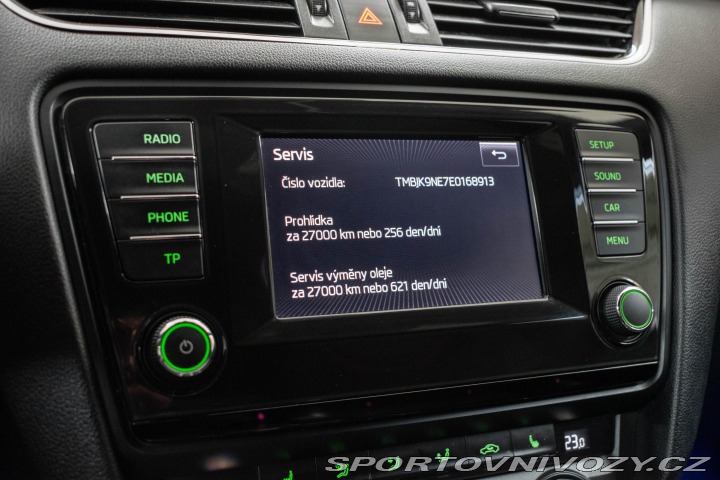 RADIO
MEDIA
PHONE
TP
Servis
Číslo vozidla: TMBJK9NE7E0168913
Prohlídka
za 27000 km nebo 256 den/dní
Servis výměny oleje
za 27000 km nebo 621 den/dní
SETUP
SOUND
CAR
MENU
23,0
SPORTOVNIVOZY.CZ